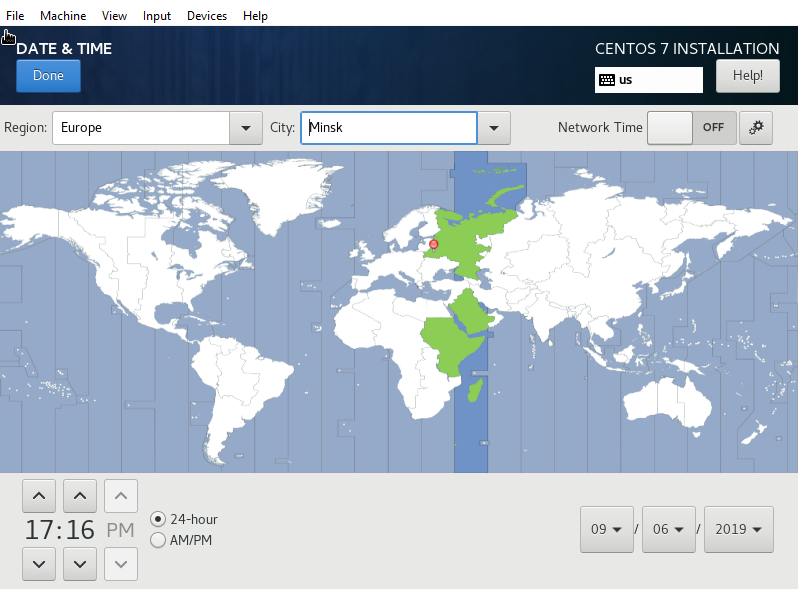 File Machine View Input Devices Help
DATE & TIME
CENTOS 7 INSTALLATION
Done
us
Help!
Region: Europe City: Minsk Network Time OFF
17:16 PM
24-hour
AM/PM
09 / 06 / 2019